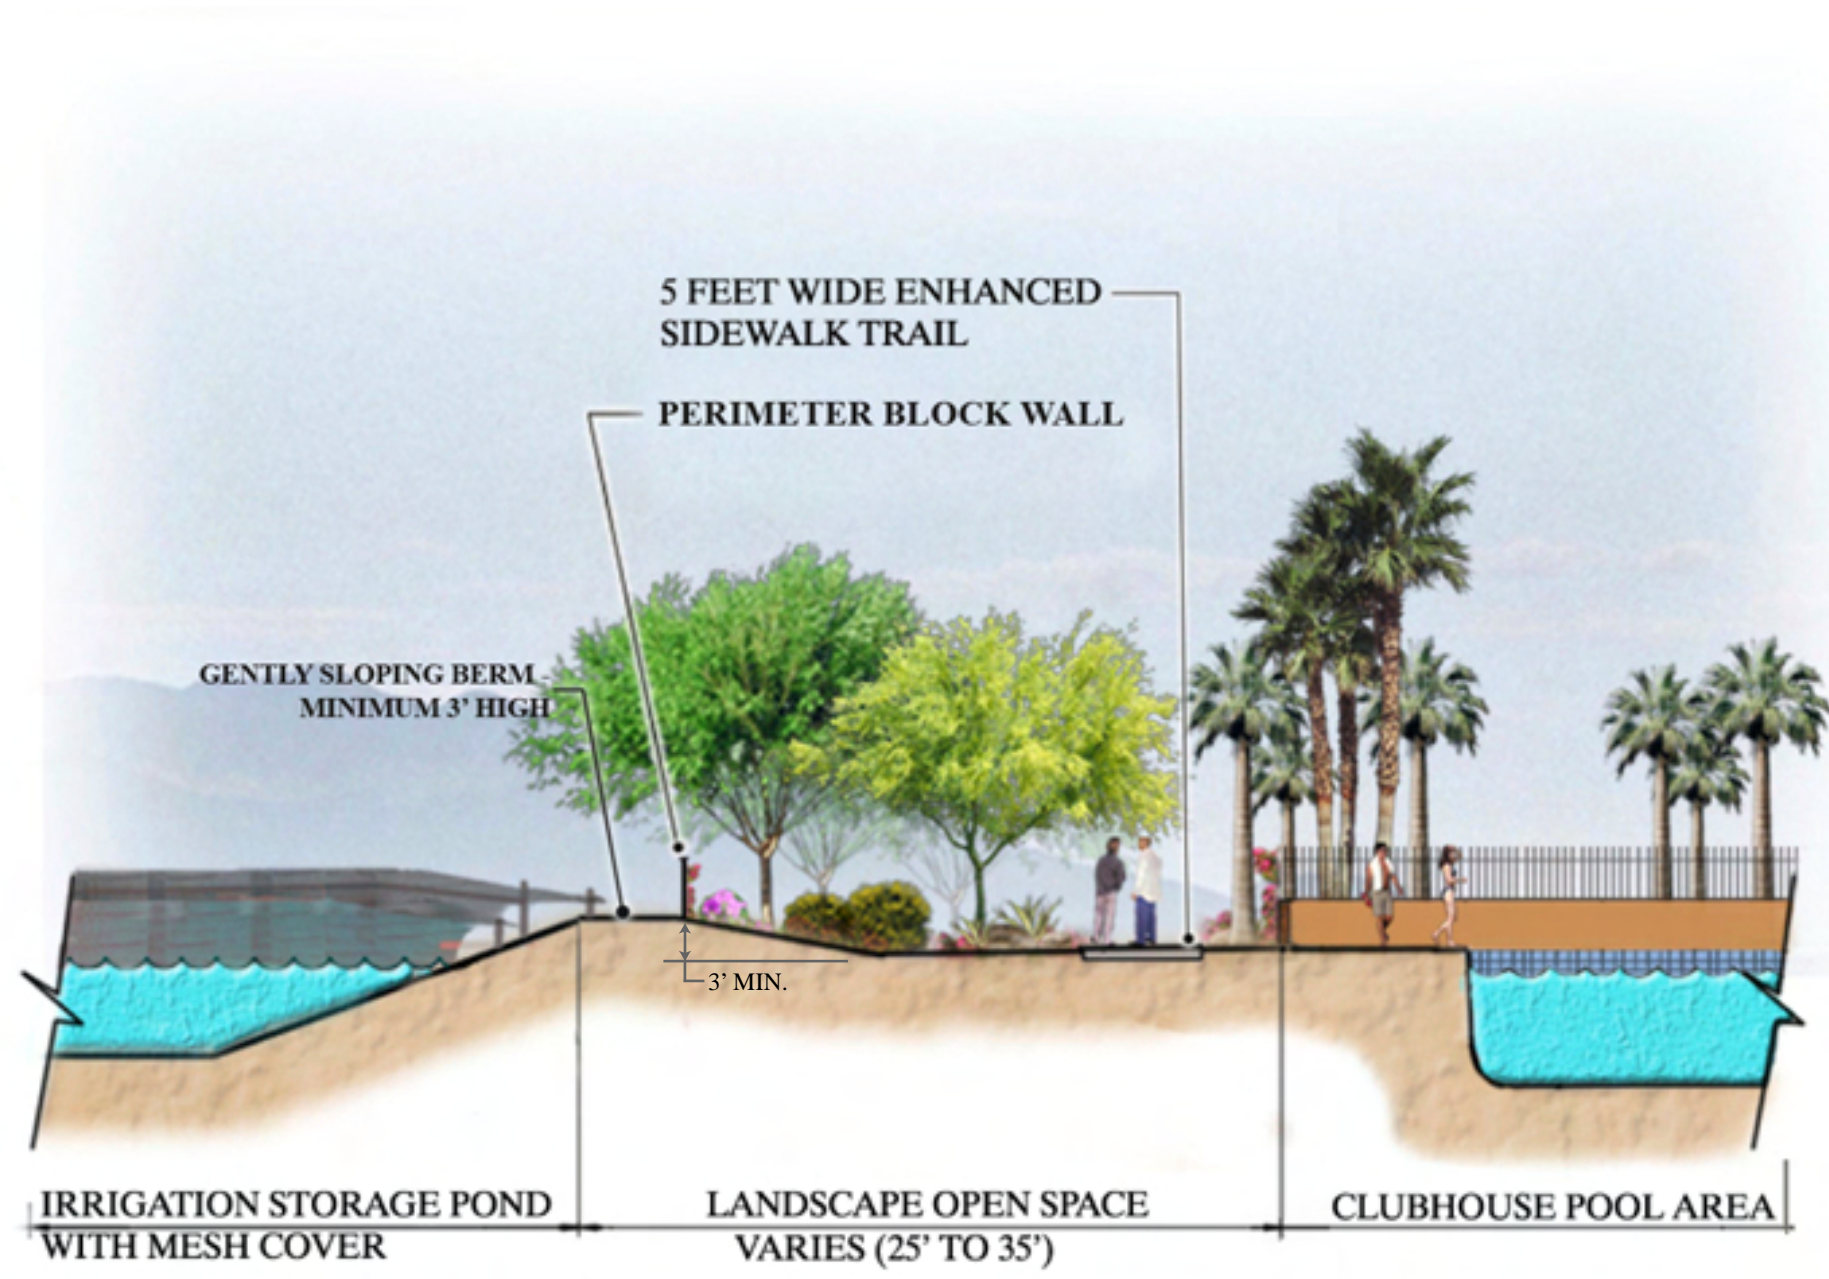 5 FEET WIDE ENHANCED
SIDEWALK TRAIL
PERIMETER BLOCK WALL
GENTLY SLOPING BERM -
MINIMUM 3’ HIGH
3’ MIN.
IRRIGATION STORAGE POND
WITH MESH COVER
LANDSCAPE OPEN SPACE
VARIES (25’ TO 35’)
CLUBHOUSE POOL AREA